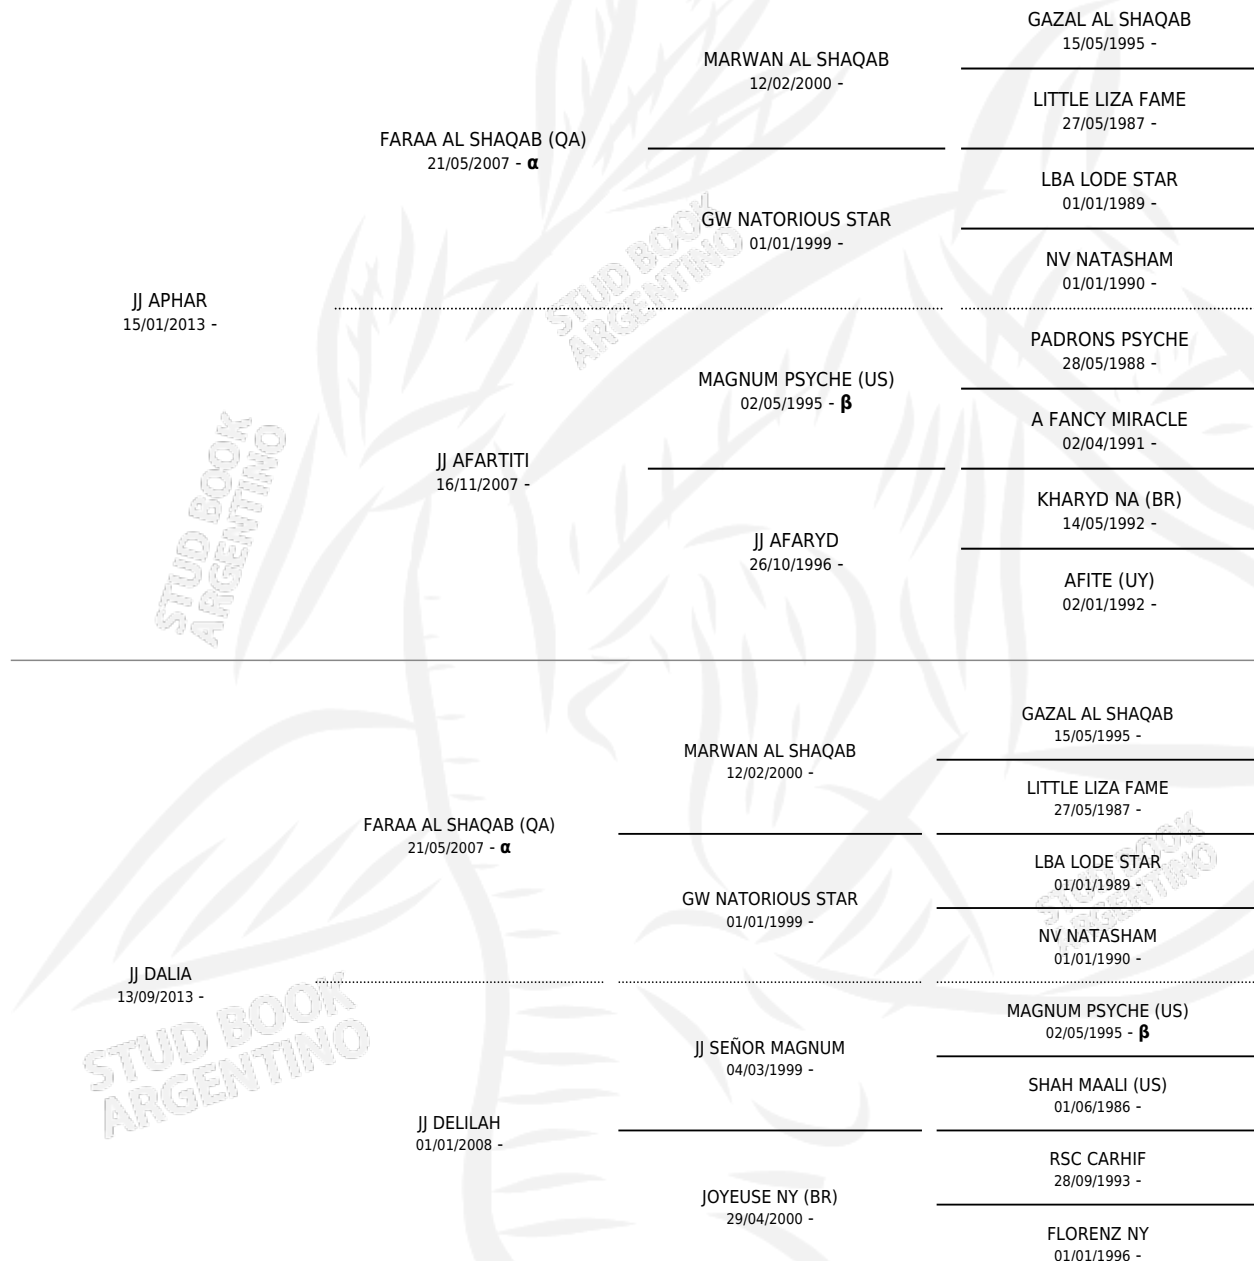 GAZAL AL SHAQAB
15/05/1995 -
MARWAN AL SHAQAB
12/02/2000 -
LITTLE LIZA FAME
27/05/1987 -
FARAA AL SHAQAB (QA)
21/05/2007 - α
LBA LODE STAR
01/01/1989 -
GW NATORIOUS STAR
01/01/1999 -
NV NATASHAM
01/01/1990 -
JJ APHAR
15/01/2013 -
PADRONS PSYCHE
28/05/1988 -
MAGNUM PSYCHE (US)
02/05/1995 - β
A FANCY MIRACLE
02/04/1991 -
JJ AFARTITI
16/11/2007 -
KHARYD NA (BR)
14/05/1992 -
JJ AFARYD
26/10/1996 -
AFITE (UY)
02/01/1992 -
GAZAL AL SHAQAB
15/05/1995 -
MARWAN AL SHAQAB
12/02/2000 -
LITTLE LIZA FAME
27/05/1987 -
FARAA AL SHAQAB (QA)
21/05/2007 - α
LBA LODE STAR
01/01/1989 -
GW NATORIOUS STAR
01/01/1999 -
NV NATASHAM
01/01/1990 -
JJ DALIA
13/09/2013 -
MAGNUM PSYCHE (US)
02/05/1995 - β
JJ SEÑOR MAGNUM
04/03/1999 -
SHAH MAALI (US)
01/06/1986 -
JJ DELILAH
01/01/2008 -
RSC CARHIF
28/09/1993 -
JOYEUSE NY (BR)
29/04/2000 -
FLORENZ NY
01/01/1996 -
STUD BOOK
ARGENTINO
STUD BOOK
ARGENTINO
STUD BOOK
ARGENTINO
STUD BOOK
ARGENTINO